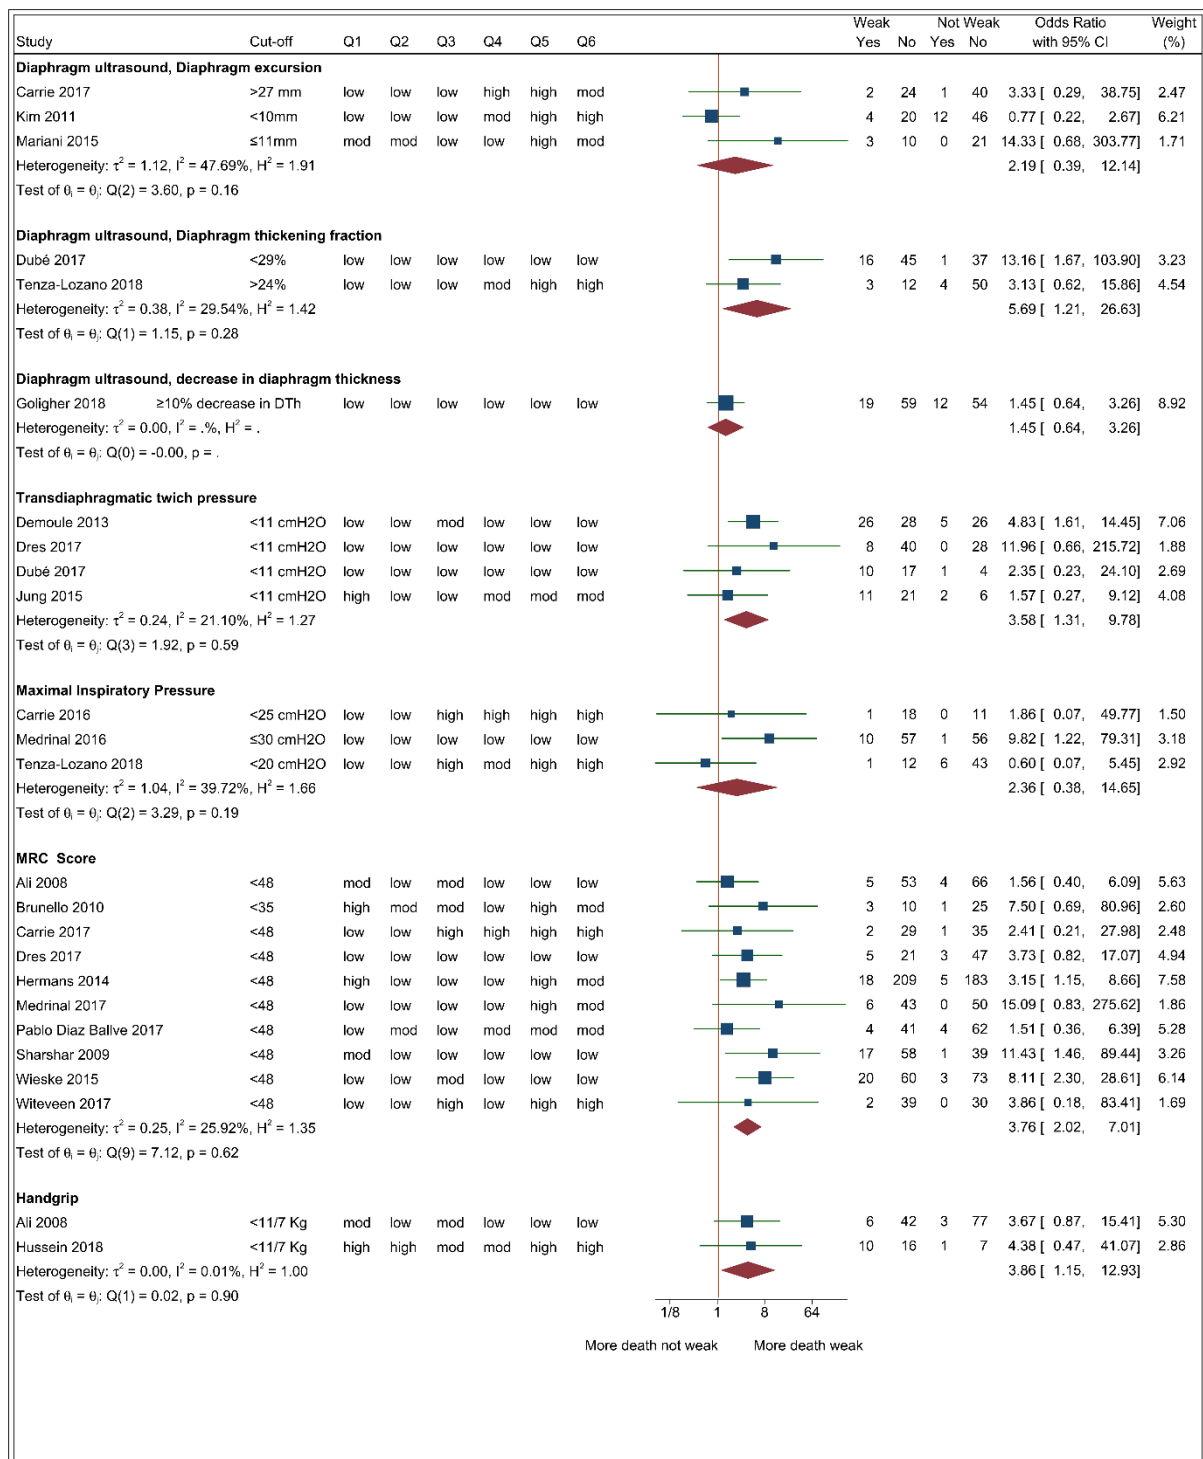 Weak Not Weak Odds Ratio Weight
Study Cut-off Q1 Q2 Q3 Q4 Q5 Q6 Yes No Yes No with 95% CI (%)
Diaphragm ultrasound, Diaphragm excursion
Carrie 2017 >27 mm low low low high high mod 2 24 1 40 3.33 [ 0.29, 38.75] 2.47
Kim 2011 <10mm low low low mod high high 4 20 12 46 0.77 [ 0.22, 2.67] 6.21
Mariani 2015 ≤11mm mod mod low low high mod 3 10 0 21 14.33 [ 0.68, 303.77] 1.71
Heterogeneity: τ² = 1.12, I² = 47.69%, H² = 1.91 2.19 [ 0.39, 12.14]
Test of θᵢ = θⱼ: Q(2) = 3.60, p = 0.16
Diaphragm ultrasound, Diaphragm thickening fraction
Dubé 2017 <29% low low low low low low 16 45 1 37 13.16 [ 1.67, 103.90] 3.23
Tenza-Lozano 2018 >24% low low low mod high high 3 12 4 50 3.13 [ 0.62, 15.86] 4.54
Heterogeneity: τ² = 0.38, I² = 29.54%, H² = 1.42 5.69 [ 1.21, 26.63]
Test of θᵢ = θⱼ: Q(1) = 1.15, p = 0.28
Diaphragm ultrasound, decrease in diaphragm thickness
Goligher 2018 ≥10% decrease in DTh low low low low low low 19 59 12 54 1.45 [ 0.64, 3.26] 8.92
Heterogeneity: τ² = 0.00, I² = .%, H² = . 1.45 [ 0.64, 3.26]
Test of θᵢ = θⱼ: Q(0) = -0.00, p = .
Transdiaphragmatic twich pressure
Demoule 2013 <11 cmH2O low low mod low low low 26 28 5 26 4.83 [ 1.61, 14.45] 7.06
Dres 2017 <11 cmH2O low low low low low low 8 40 0 28 11.96 [ 0.66, 215.72] 1.88
Dubé 2017 <11 cmH2O low low low low low low 10 17 1 4 2.35 [ 0.23, 24.10] 2.69
Jung 2015 <11 cmH2O high low low mod mod mod 11 21 2 6 1.57 [ 0.27, 9.12] 4.08
Heterogeneity: τ² = 0.24, I² = 21.10%, H² = 1.27 3.58 [ 1.31, 9.78]
Test of θᵢ = θⱼ: Q(3) = 1.92, p = 0.59
Maximal Inspiratory Pressure
Carrie 2016 <25 cmH2O low low high high high high 1 18 0 11 1.86 [ 0.07, 49.77] 1.50
Medrinal 2016 ≤30 cmH2O low low low low low low 10 57 1 56 9.82 [ 1.22, 79.31] 3.18
Tenza-Lozano 2018 <20 cmH2O low low high mod high high 1 12 6 43 0.60 [ 0.07, 5.45] 2.92
Heterogeneity: τ² = 1.04, I² = 39.72%, H² = 1.66 2.36 [ 0.38, 14.65]
Test of θᵢ = θⱼ: Q(2) = 3.29, p = 0.19
MRC Score
Ali 2008 <48 mod low mod low low low 5 53 4 66 1.56 [ 0.40, 6.09] 5.63
Brunello 2010 <35 high mod mod low high mod 3 10 1 25 7.50 [ 0.69, 80.96] 2.60
Carrie 2017 <48 low low high high high high 2 29 1 35 2.41 [ 0.21, 27.98] 2.48
Dres 2017 <48 low low low low low low 5 21 3 47 3.73 [ 0.82, 17.07] 4.94
Hermans 2014 <48 high low low low high mod 18 209 5 183 3.15 [ 1.15, 8.66] 7.58
Medrinal 2017 <48 low low low low high mod 6 43 0 50 15.09 [ 0.83, 275.62] 1.86
Pablo Diaz Ballve 2017 <48 low mod low mod mod mod 4 41 4 62 1.51 [ 0.36, 6.39] 5.28
Sharshar 2009 <48 mod low low low low low 17 58 1 39 11.43 [ 1.46, 89.44] 3.26
Wieske 2015 <48 low low mod low low low 20 60 3 73 8.11 [ 2.30, 28.61] 6.14
Witeveen 2017 <48 low low high low high high 2 39 0 30 3.86 [ 0.18, 83.41] 1.69
Heterogeneity: τ² = 0.25, I² = 25.92%, H² = 1.35 3.76 [ 2.02, 7.01]
Test of θᵢ = θⱼ: Q(9) = 7.12, p = 0.62
Handgrip
Ali 2008 <11/7 Kg mod low mod low low low 6 42 3 77 3.67 [ 0.87, 15.41] 5.30
Hussein 2018 <11/7 Kg high high mod mod high high 10 16 1 7 4.38 [ 0.47, 41.07] 2.86
Heterogeneity: τ² = 0.00, I² = 0.01%, H² = 1.00 3.86 [ 1.15, 12.93]
Test of θᵢ = θⱼ: Q(1) = 0.02, p = 0.90
1/8 1 8 64
More death not weak More death weak